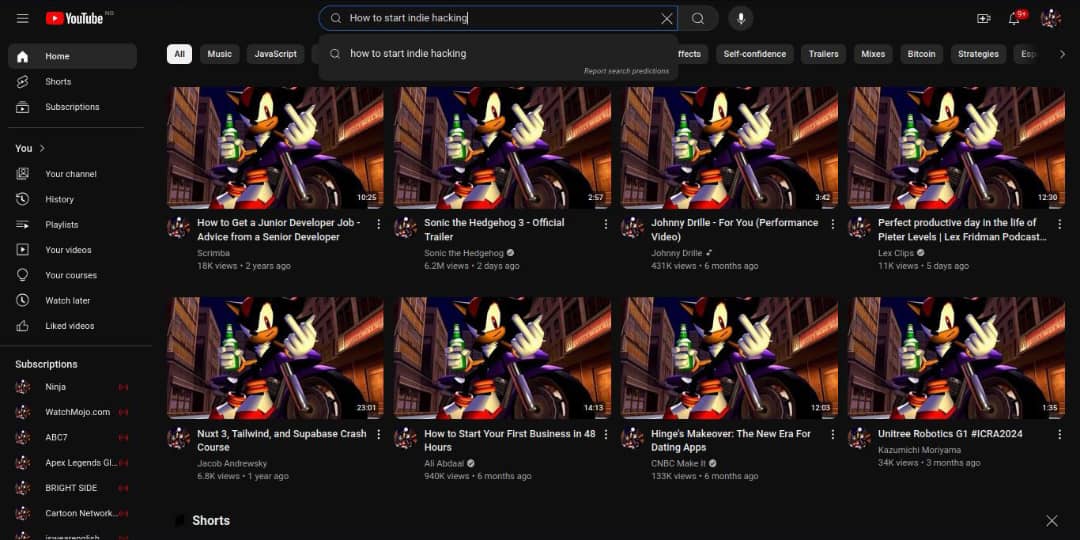 YouTube NG
How to start indie hacking
9+
how to start indie hacking
Report search predictions
Home
Shorts
Subscriptions
You
Your channel
History
Playlists
Your videos
Your courses
Watch later
Liked videos
Subscriptions
Ninja
WatchMojo.com
ABC7
Apex Legends Gl...
BRIGHT SIDE
Cartoon Network...
All
Music
JavaScript
ffects
Self-confidence
Trailers
Mixes
Bitcoin
Strategies
Esp
10:25
How to Get a Junior Developer Job -
Advice from a Senior Developer
Scrimba
18K views • 2 years ago
2:57
Sonic the Hedgehog 3 - Official
Trailer
Sonic the Hedgehog
6.2M views • 2 days ago
3:42
Johnny Drille - For You (Performance
Video)
Johnny Drille
431K views • 6 months ago
12:30
Perfect productive day in the life of
Pieter Levels | Lex Fridman Podcast...
Lex Clips
11K views • 5 days ago
23:01
Nuxt 3, Tailwind, and Supabase Crash
Course
Jacob Andrewsky
6.8K views • 1 year ago
14:13
How to Start Your First Business in 48
Hours
Ali Abdaal
940K views • 6 months ago
12:03
Hinge's Makeover: The New Era For
Dating Apps
CNBC Make It
133K views • 6 months ago
1:35
Unitree Robotics G1 #ICRA2024
Kazumichi Moriyama
34K views • 3 months ago
Shorts